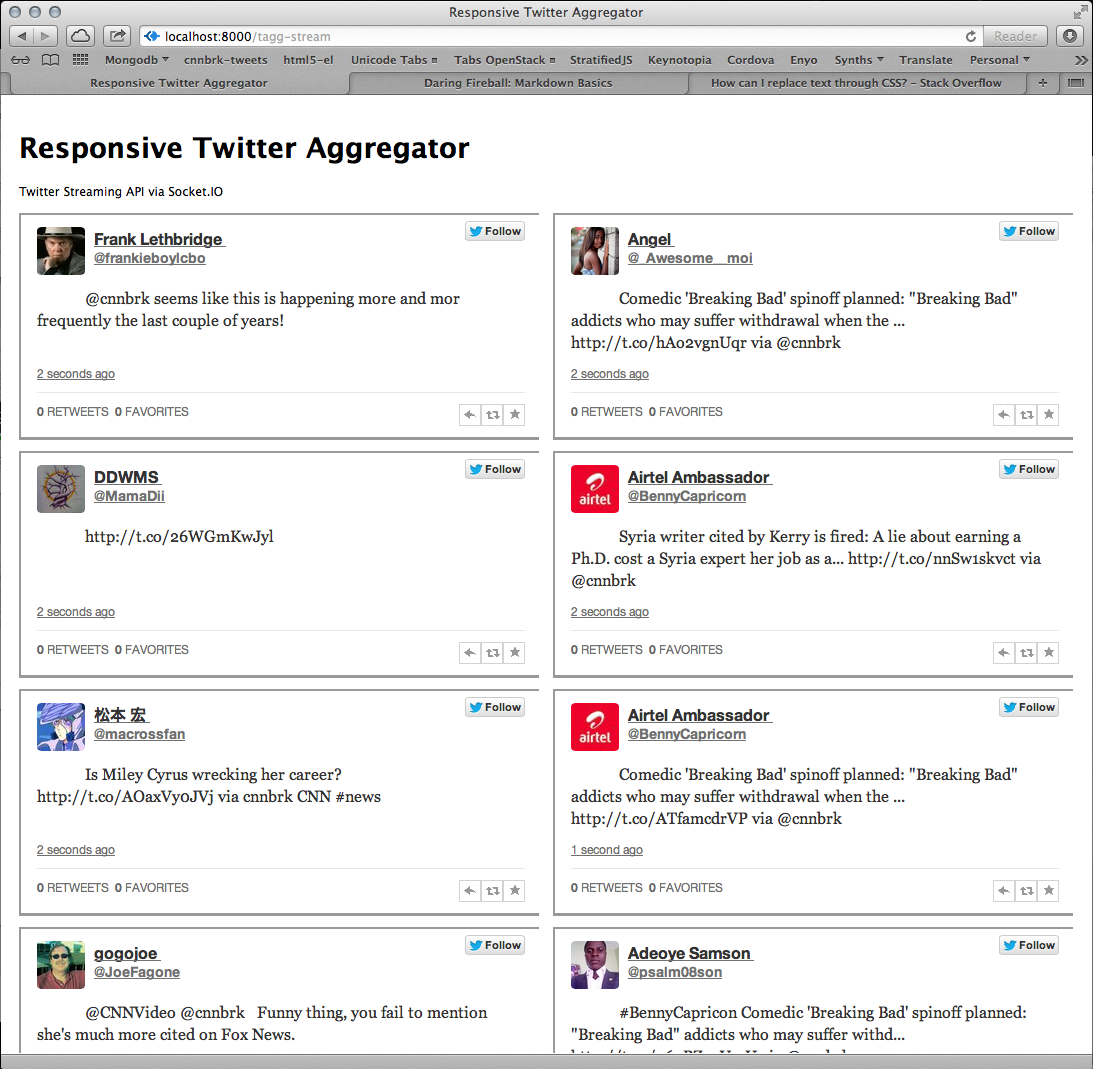 Responsive Twitter Aggregator
localhost:8000/tagg-stream
Reader
Mongodb cnnbrk-tweets html5-el Unicode Tabs Tabs OpenStack StratifiedJS Keynotopia Cordova Enyo Synths Translate Personal
Responsive Twitter Aggregator
Daring Fireball: Markdown Basics
How can I replace text through CSS? – Stack Overflow
Responsive Twitter Aggregator
Twitter Streaming API via Socket.IO
Frank Lethbridge
Follow
@frankieboylcbo
@cnnbrk seems like this is happening more and mor
frequently the last couple of years!
2 seconds ago
0 RETWEETS 0 FAVORITES
Angel
Follow
@_Awesome__moi
Comedic 'Breaking Bad' spinoff planned: "Breaking Bad"
addicts who may suffer withdrawal when the ...
http://t.co/hAo2vgnUqr via @cnnbrk
2 seconds ago
0 RETWEETS 0 FAVORITES
DDWMS
Follow
@MamaDii
http://t.co/26WGmKwJyl
2 seconds ago
0 RETWEETS 0 FAVORITES
airtel
Airtel Ambassador
Follow
@BennyCapricorn
Syria writer cited by Kerry is fired: A lie about earning a
Ph.D. cost a Syria expert her job as a... http://t.co/nnSw1skvct via
@cnnbrk
2 seconds ago
0 RETWEETS 0 FAVORITES
松本 宏
Follow
@macrossfan
Is Miley Cyrus wrecking her career?
http://t.co/AOaxVy0JVj via cnnbrk CNN #news
2 seconds ago
0 RETWEETS 0 FAVORITES
airtel
Airtel Ambassador
Follow
@BennyCapricorn
Comedic 'Breaking Bad' spinoff planned: "Breaking Bad"
addicts who may suffer withdrawal when the ...
http://t.co/ATfamcdrVP via @cnnbrk
1 second ago
0 RETWEETS 0 FAVORITES
gogojoe
Follow
@JoeFagone
@CNNVideo @cnnbrk Funny thing, you fail to mention
she's much more cited on Fox News.
Adeoye Samson
Follow
@psalm08son
#BennyCapricon Comedic 'Breaking Bad' spinoff planned:
"Breaking Bad" addicts who may suffer withd...